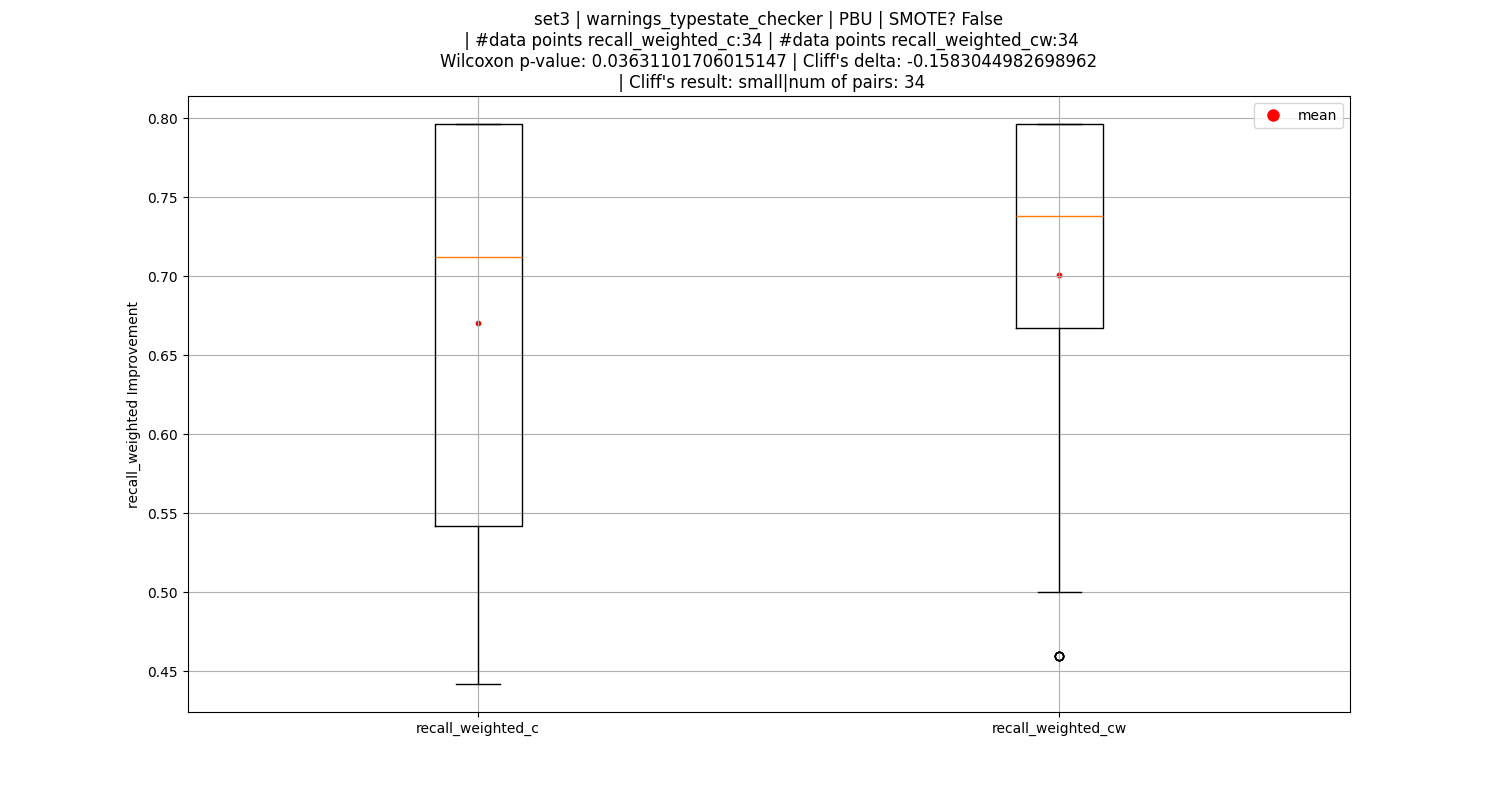 set3 | warnings_typestate_checker | PBU | SMOTE? False
| #data points recall_weighted_c:34 | #data points recall_weighted_cw:34
Wilcoxon p-value: 0.03631101706015147 | Cliff's delta: -0.1583044982698962
| Cliff's result: small|num of pairs: 34
mean
0.80
0.75
0.70
0.65
0.60
0.55
0.50
0.45
recall_weighted Improvement
recall_weighted_c
recall_weighted_cw